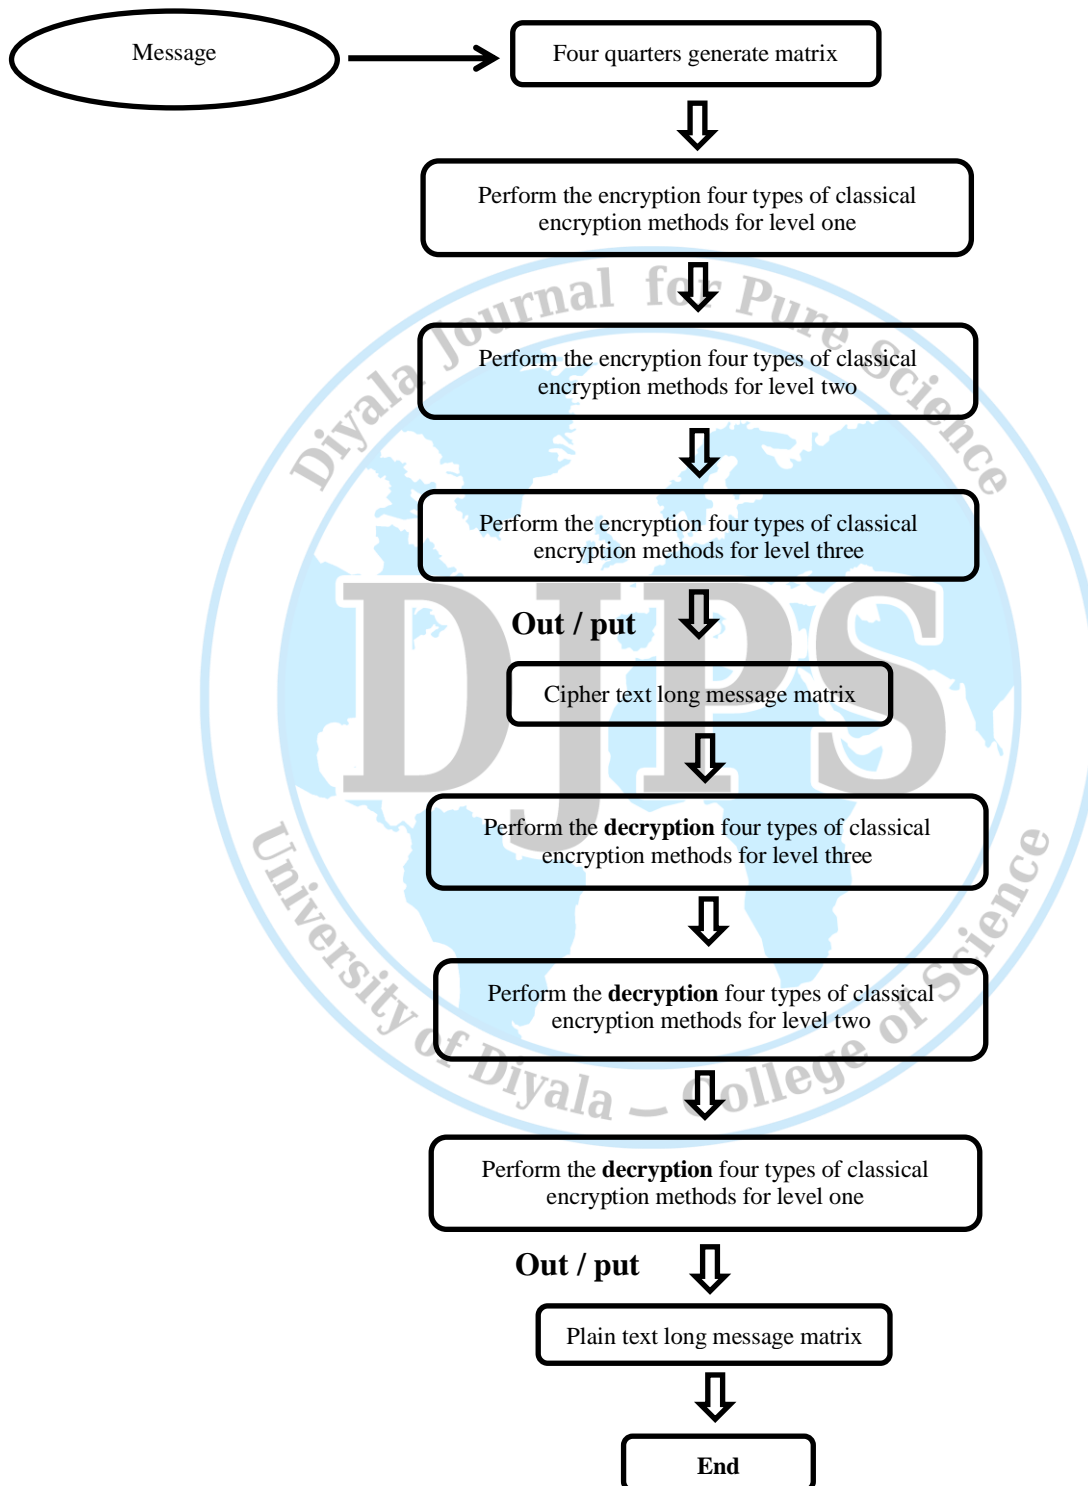 Message
Four quarters generate matrix
Perform the encryption four types of classical
encryption methods for level one
Diyala Journal for Pure Science
Perform the encryption four types of classical
encryption methods for level two
Perform the encryption four types of classical
encryption methods for level three
Out / put
DJPS
Cipher text long message matrix
Perform the decryption four types of classical
encryption methods for level three
Perform the decryption four types of classical
encryption methods for level two
University of Diyala – College of Science
Perform the decryption four types of classical
encryption methods for level one
Out / put
Plain text long message matrix
End